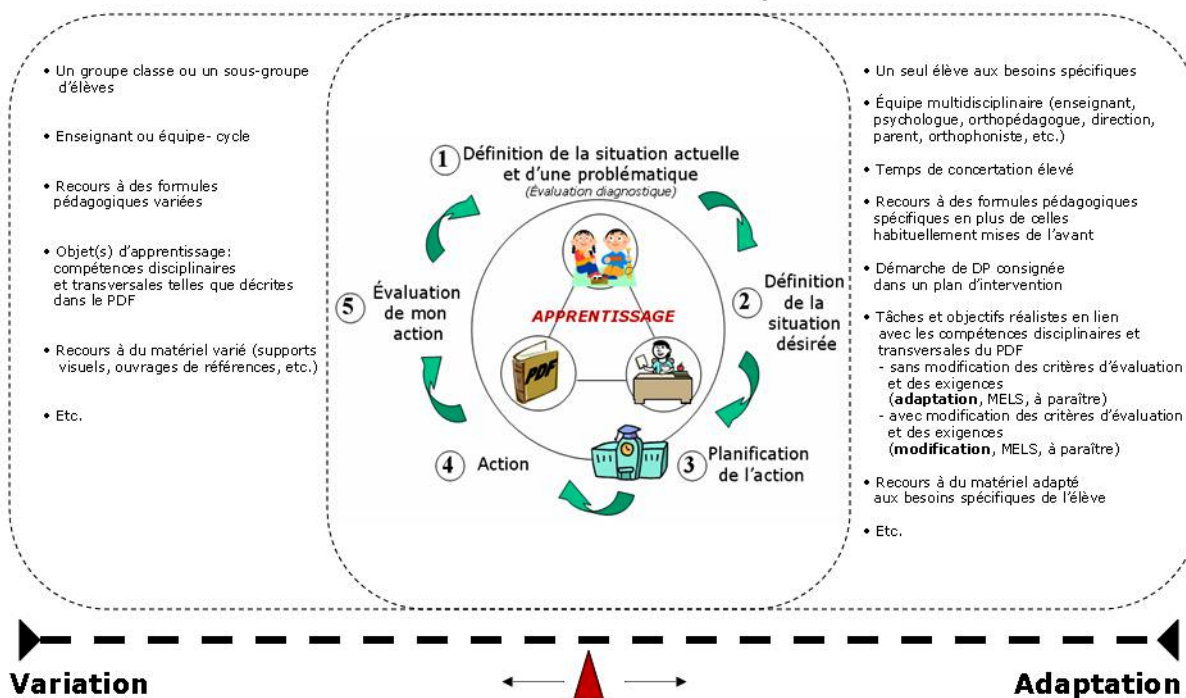 • Un groupe classe ou un sous-groupe
d'élèves
• Enseignant ou équipe- cycle
• Recours à des formules
pédagogiques variées
• Objet(s) d'apprentissage:
compétences disciplinaires
et transversales telles que décrites
dans le PDF
• Recours à du matériel varié (supports
visuels, ouvrages de références, etc.)
• Etc.
1 Définition de la situation actuelle
et d'une problématique
(Évaluation diagnostique)
2 Définition
de la
situation
désirée
3 Planification
de l'action
4 Action
5 Évaluation
de mon
action
APPRENTISSAGE
PDF
• Un seul élève aux besoins spécifiques
• Équipe multidisciplinaire (enseignant,
psychologue, orthopédagogue, direction,
parent, orthophoniste, etc.)
• Temps de concertation élevé
• Recours à des formules pédagogiques
spécifiques en plus de celles
habituellement mises de l'avant
• Démarche de DP consignée
dans un plan d'intervention
• Tâches et objectifs réalistes en lien
avec les compétences disciplinaires et
transversales du PDF
- sans modification des critères d'évaluation
et des exigences
(adaptation, MELS, à paraître)
- avec modification des critères d'évaluation
et des exigences
(modification, MELS, à paraître)
• Recours à du matériel adapté
aux besoins spécifiques de l'élève
• Etc.
Variation
Adaptation